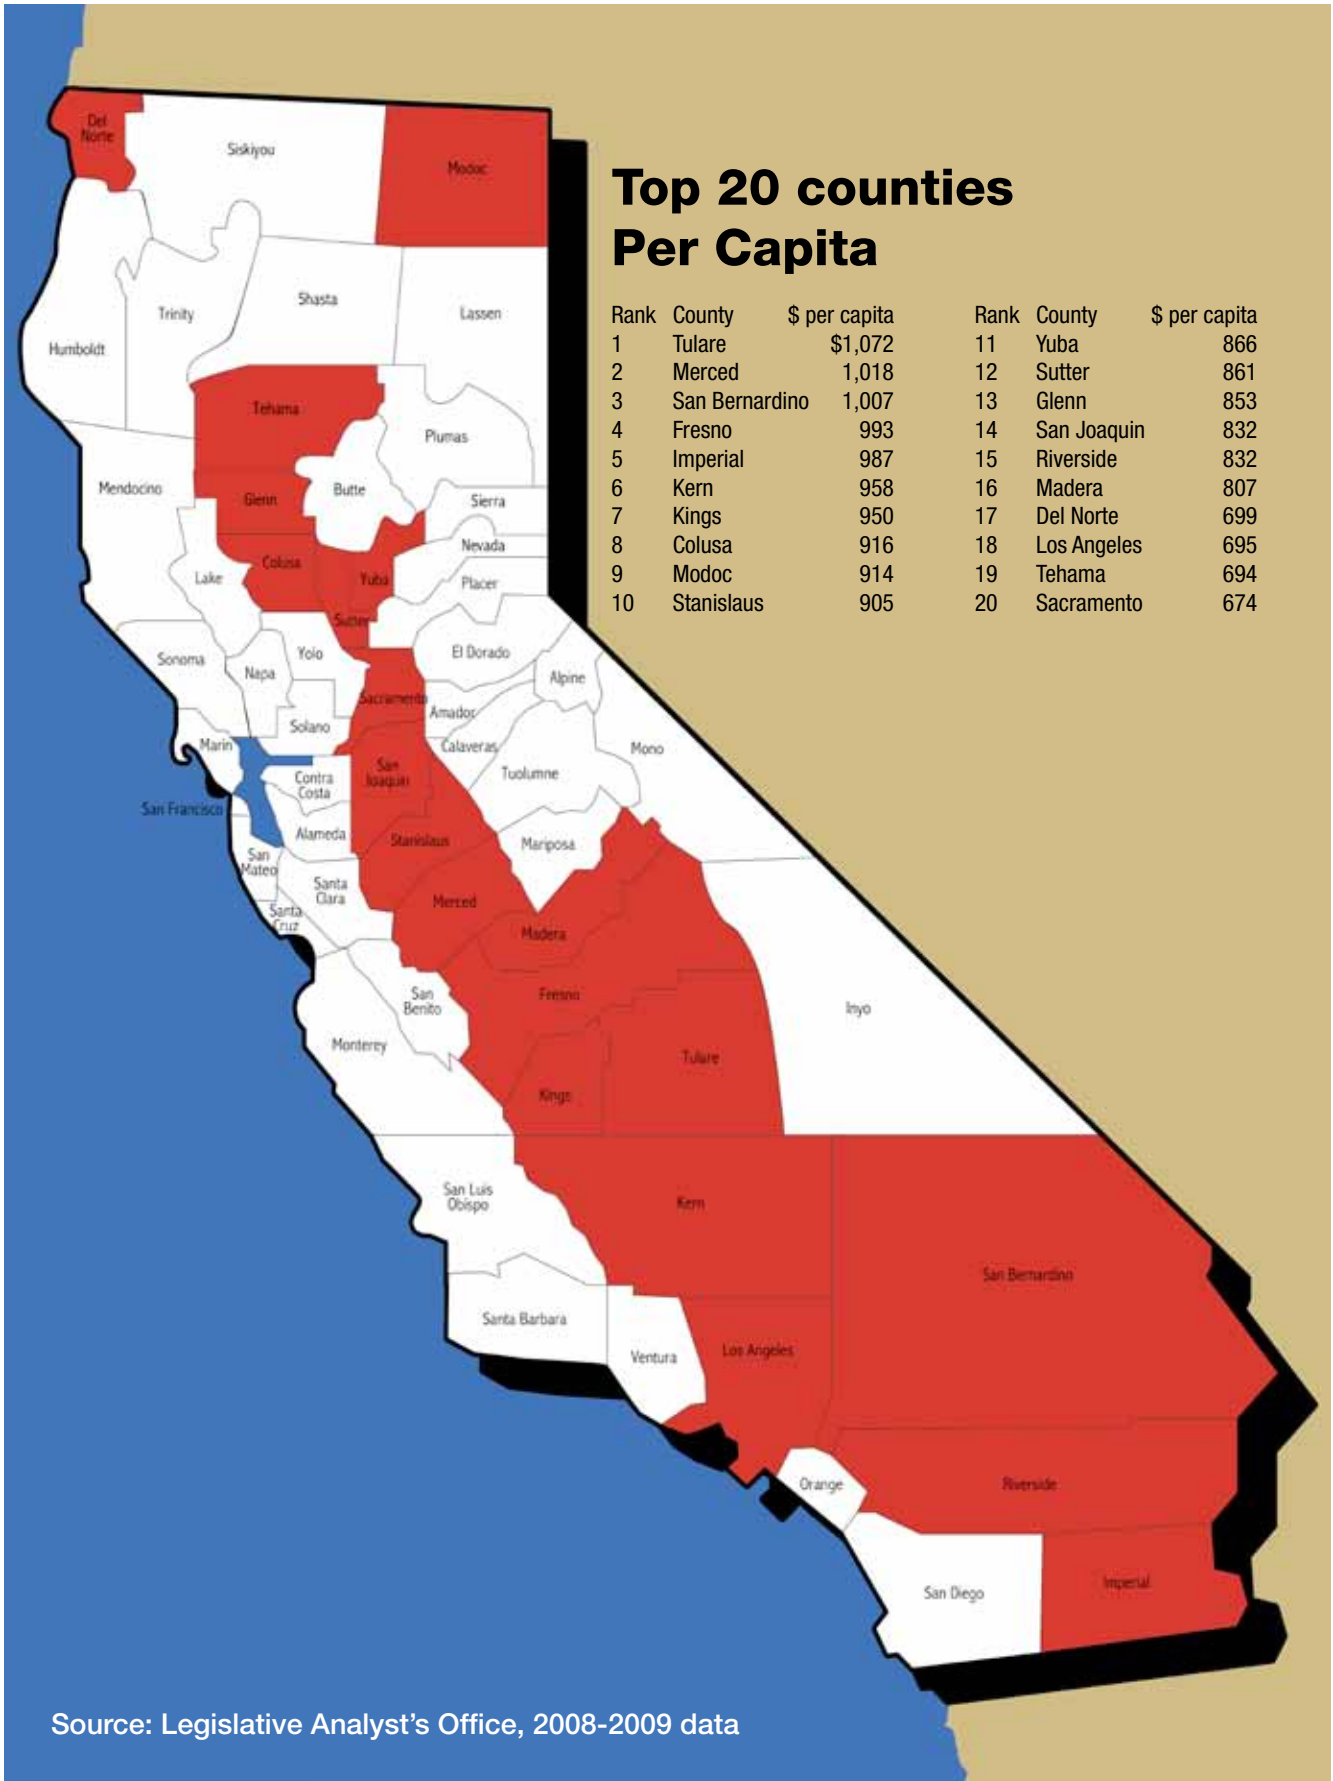 Top 20 counties
Per Capita
Rank County $ per capita
1 Tulare $1,072
2 Merced 1,018
3 San Bernardino 1,007
4 Fresno 993
5 Imperial 987
6 Kern 958
7 Kings 950
8 Colusa 916
9 Modoc 914
10 Stanislaus 905
Rank County $ per capita
11 Yuba 866
12 Sutter 861
13 Glenn 853
14 San Joaquin 832
15 Riverside 832
16 Madera 807
17 Del Norte 699
18 Los Angeles 695
19 Tehama 694
20 Sacramento 674
Del
Norte
Siskiyou
Modoc
Humboldt
Trinity
Shasta
Lassen
Tehama
Plumas
Mendocino
Glenn
Butte
Sierra
Nevada
Lake
Colusa
Yuba
Placer
Sutter
Sonoma
Napa
Yolo
El Dorado
Alpine
Sacramento
Amador
Solano
Marin
Calaveras
Mono
San
Joaquin
Tuolumne
Contra
Costa
San Francisco
Alameda
Stanislaus
Mariposa
San
Mateo
Santa
Clara
Merced
Santa
Cruz
Madera
San
Benito
Fresno
Inyo
Monterey
Tulare
Kings
San Luis
Obispo
Kern
San Bernardino
Santa Barbara
Ventura
Los Angeles
Orange
Riverside
San Diego
Imperial
Source: Legislative Analyst’s Office, 2008-2009 data